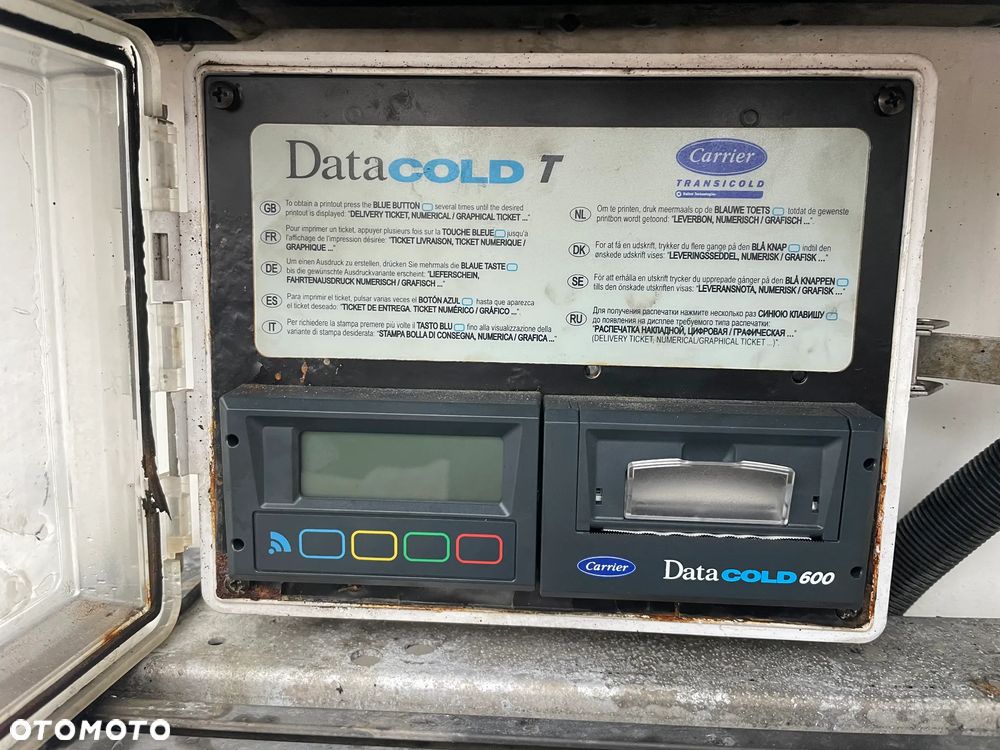 DataCOLD T
Carrier
TRANSICOLD
GB To obtain a printout press the BLUE BUTTON several times until the desired
printout is displayed: "DELIVERY TICKET, NUMERICAL / GRAPHICAL TICKET ..."
FR Pour imprimer un ticket, appuyer plusieurs fois sur la TOUCHE BLEUE jusqu'à
l'affichage de l'impression désirée: "TICKET LIVRAISON, TICKET NUMERIQUE /
GRAPHIQUE ..."
DE Um einen Ausdruck zu erstellen, drücken Sie mehrmals die BLAUE TASTE
bis die gewünschte Ausdruckvariante erscheint: "LIEFERSCHEIN,
FAHRTENAUSDRUCK NUMERISCH / GRAFISCH ..."
ES Para imprimir el ticket, pulsar varias veces el BOTÓN AZUL hasta que aparezca
el ticket deseado: "TICKET DE ENTREGA, TICKET NUMÉRICO / GRÁFICO ..."
IT Per richiedere la stampa premere più volte il TASTO BLU fino alla visualizzazione della
variante di stampa desiderata: "STAMPA BOLLA DI CONSEGNA, NUMERICA / GRAFICA ..."
NL Om te printen, druk meermaals op de BLAUWE TOETS totdat de gewenste
printbon wordt getoond: "LEVERBON, NUMERISCH / GRAFISCH ..."
DK For at få en udskrift, trykker du flere gange på den BLÅ KNAP indtil den
ønskede udskrift vises: "LEVERINGSSEDDEL, NUMERISK / GRAFISK ..."
SE För att erhålla en utskrift trycker du upprepade gånger på den BLÅ KNAPPEN
tills den önskade utskriften visas: "LEVERANSNOTA, NUMERISK / GRAFISK ..."
RU Для получения распечатки нажмите несколько раз СИНЮЮ КЛАВИШУ
до появления на дисплее требуемого типа распечатки:
"РАСПЕЧАТКА НАКЛАДНОЙ, ЦИФРОВАЯ / ГРАФИЧЕСКАЯ ..."
(DELIVERY TICKET, NUMERICAL/GRAPHICAL TICKET ...)".
Carrier
DataCOLD600
OTOMOTO